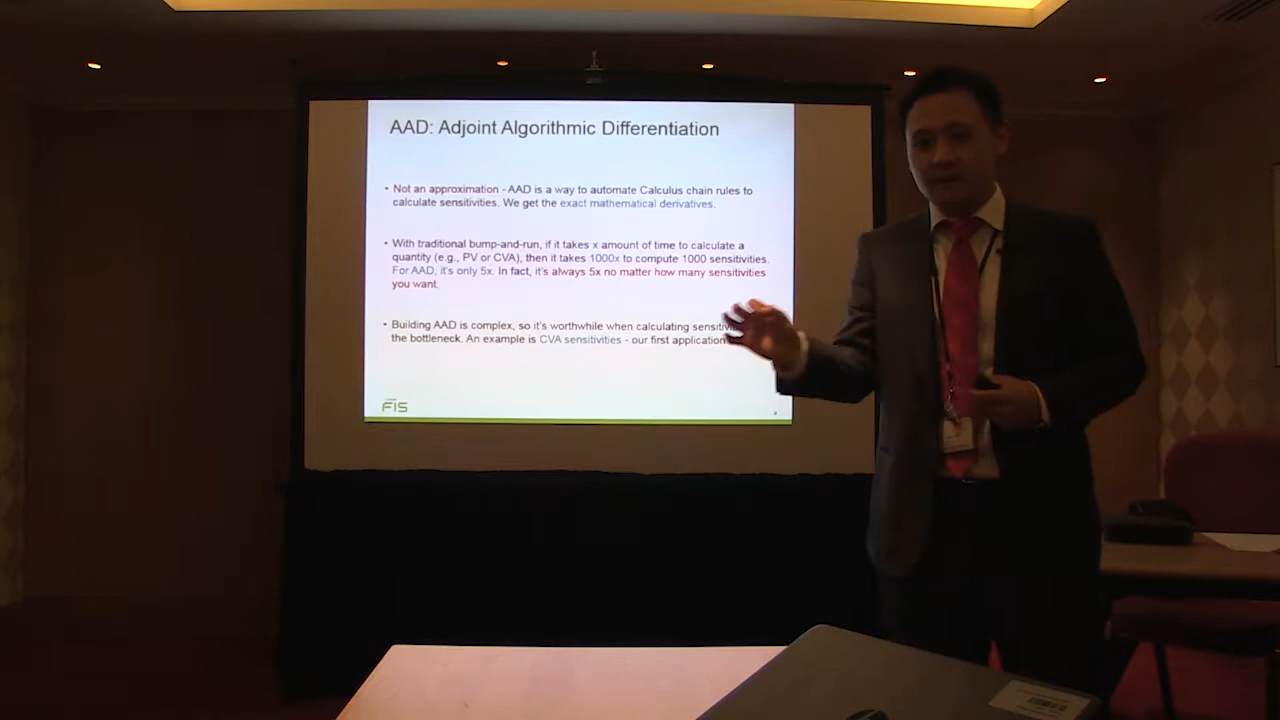 AAD: Adjoint Algorithmic Differentiation
• Not an approximation - AAD is a way to automate Calculus chain rules to
calculate sensitivities. We get the exact mathematical derivatives.
• With traditional bump-and-run, if it takes x amount of time to calculate a
quantity (e.g., PV or CVA), then it takes 1000x to compute 1000 sensitivities.
For AAD, it's only 5x. In fact, it's always 5x no matter how many sensitivities
you want.
• Building AAD is complex, so it's worthwhile when calculating
the bottleneck. An example is CVA sensitivities - our first application
FIS